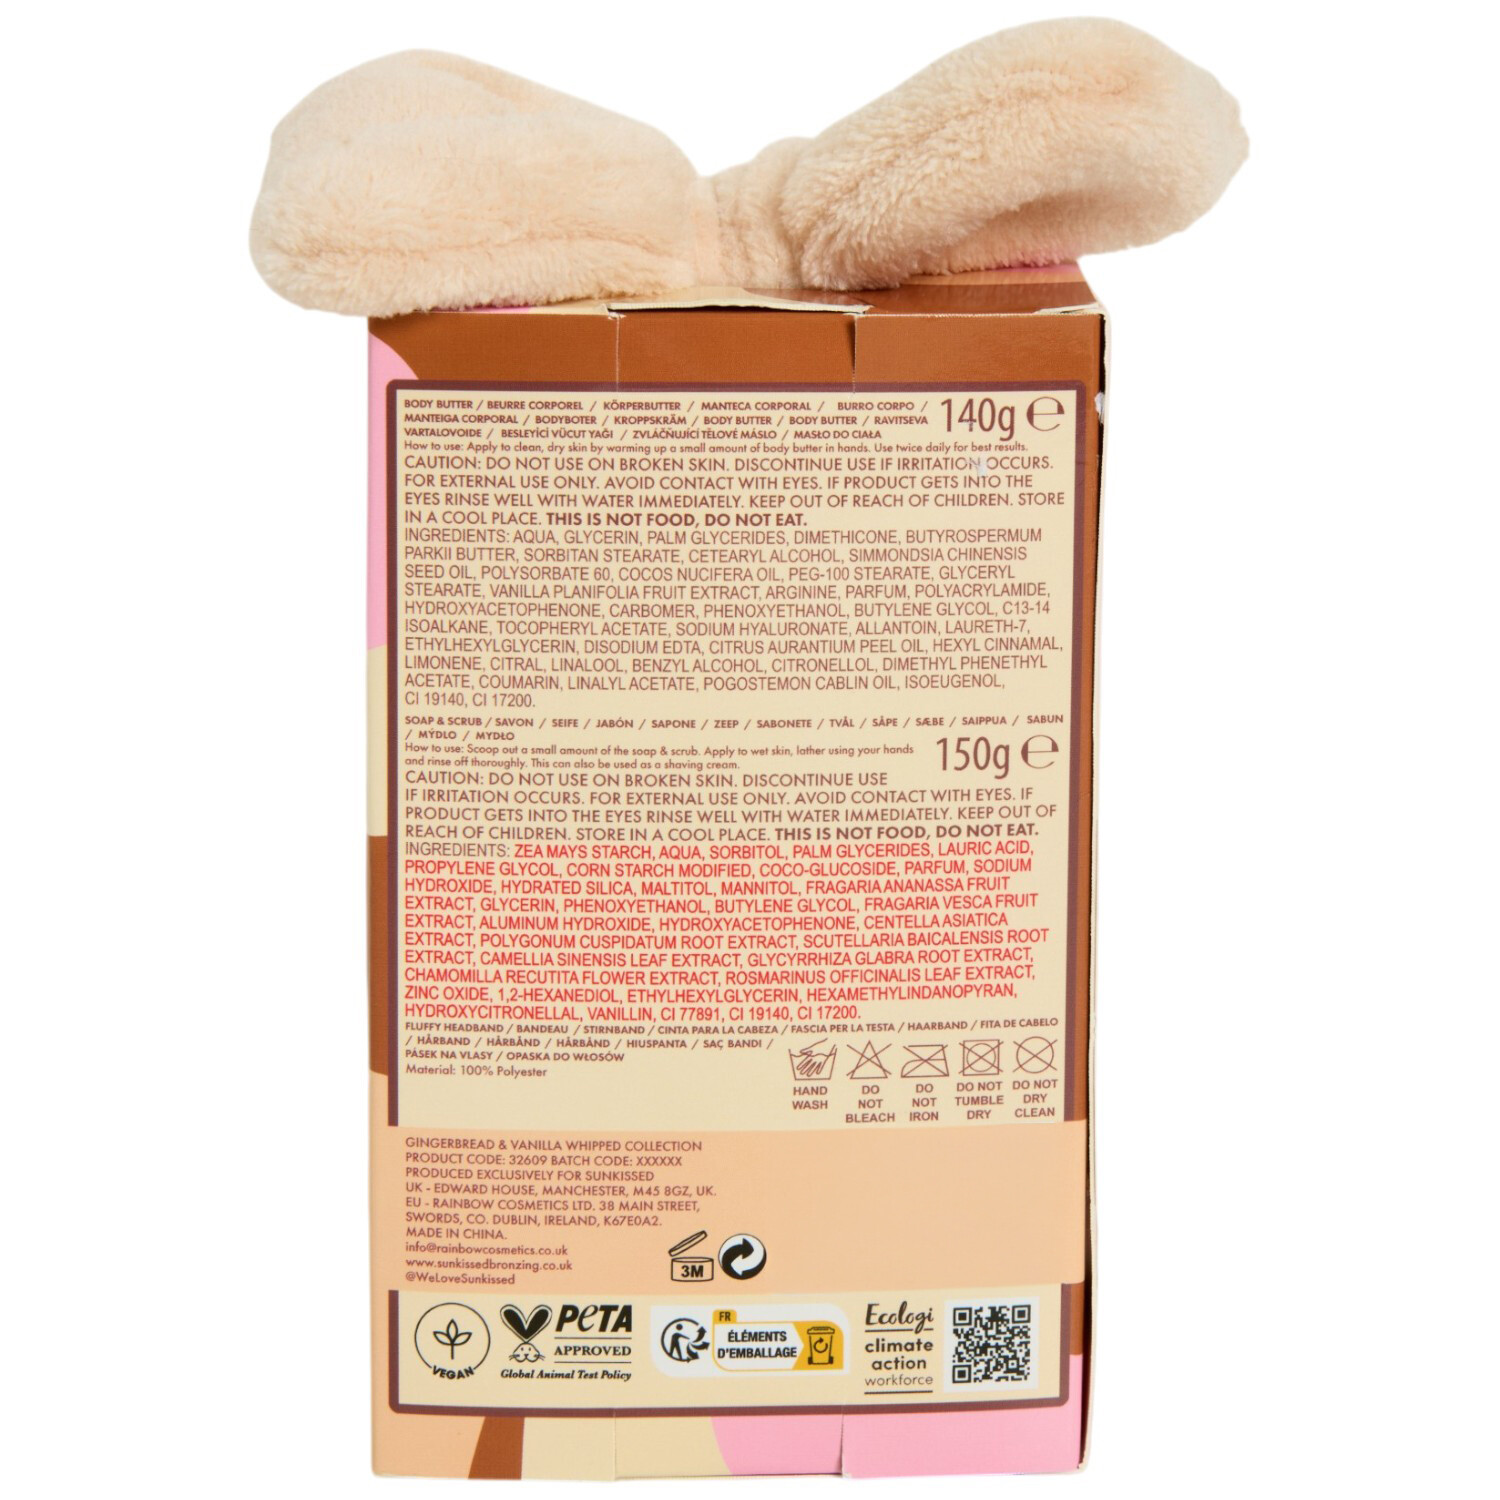 BODY BUTTER / BEURRE CORPOREL / KÖRPERBUTTER / MANTECA CORPORAL / BURRO CORPO /
MANTEIGA CORPORAL / BODYBOTER / KROPPSKRÄM / BODY BUTTER / BODY BUTTER / RAVITSEVA
VARTALOVOIDE / BESLEYİCİ VÜCUT YAĞI / ZVLÁČŇUJÍCÍ TĚLOVÉ MÁSLO / MASŁO DO CIAŁA
140g ℮
How to use: Apply to clean, dry skin by warming up a small amount of body butter in hands. Use twice daily for best results.
CAUTION: DO NOT USE ON BROKEN SKIN. DISCONTINUE USE IF IRRITATION OCCURS.
FOR EXTERNAL USE ONLY. AVOID CONTACT WITH EYES. IF PRODUCT GETS INTO THE
EYES RINSE WELL WITH WATER IMMEDIATELY. KEEP OUT OF REACH OF CHILDREN. STORE
IN A COOL PLACE. THIS IS NOT FOOD, DO NOT EAT.
INGREDIENTS: AQUA, GLYCERIN, PALM GLYCERIDES, DIMETHICONE, BUTYROSPERMUM
PARKII BUTTER, SORBITAN STEARATE, CETEARYL ALCOHOL, SIMMONDSIA CHINENSIS
SEED OIL, POLYSORBATE 60, COCOS NUCIFERA OIL, PEG-100 STEARATE, GLYCERYL
STEARATE, VANILLA PLANIFOLIA FRUIT EXTRACT, ARGININE, PARFUM, POLYACRYLAMIDE,
HYDROXYACETOPHENONE, CARBOMER, PHENOXYETHANOL, BUTYLENE GLYCOL, C13-14
ISOALKANE, TOCOPHERYL ACETATE, SODIUM HYALURONATE, ALLANTOIN, LAURETH-7,
ETHYLHEXYLGLYCERIN, DISODIUM EDTA, CITRUS AURANTIUM PEEL OIL, HEXYL CINNAMAL,
LIMONENE, CITRAL, LINALOOL, BENZYL ALCOHOL, CITRONELLOL, DIMETHYL PHENETHYL
ACETATE, COUMARIN, LINALYL ACETATE, POGOSTEMON CABLIN OIL, ISOEUGENOL,
CI 19140, CI 17200.
SOAP & SCRUB / SAVON / SEIFE / JABÓN / SAPONE / ZEEP / SABONETE / TVÅL / SÅPE / SÆBE / SAIPPUA / SABUN
/ MÝDLO / MYDŁO
150g ℮
How to use: Scoop out a small amount of the soap & scrub. Apply to wet skin, lather using your hands
and rinse off thoroughly. This can also be used as a shaving cream.
CAUTION: DO NOT USE ON BROKEN SKIN. DISCONTINUE USE
IF IRRITATION OCCURS. FOR EXTERNAL USE ONLY. AVOID CONTACT WITH EYES. IF
PRODUCT GETS INTO THE EYES RINSE WELL WITH WATER IMMEDIATELY. KEEP OUT OF
REACH OF CHILDREN. STORE IN A COOL PLACE. THIS IS NOT FOOD, DO NOT EAT.
INGREDIENTS: ZEA MAYS STARCH, AQUA, SORBITOL, PALM GLYCERIDES, LAURIC ACID,
PROPYLENE GLYCOL, CORN STARCH MODIFIED, COCO-GLUCOSIDE, PARFUM, SODIUM
HYDROXIDE, HYDRATED SILICA, MALTITOL, MANNITOL, FRAGARIA ANANASSA FRUIT
EXTRACT, GLYCERIN, PHENOXYETHANOL, BUTYLENE GLYCOL, FRAGARIA VESCA FRUIT
EXTRACT, ALUMINUM HYDROXIDE, HYDROXYACETOPHENONE, CENTELLA ASIATICA
EXTRACT, POLYGONUM CUSPIDATUM ROOT EXTRACT, SCUTELLARIA BAICALENSIS ROOT
EXTRACT, CAMELLIA SINENSIS LEAF EXTRACT, GLYCYRRHIZA GLABRA ROOT EXTRACT,
CHAMOMILLA RECUTITA FLOWER EXTRACT, ROSMARINUS OFFICINALIS LEAF EXTRACT,
ZINC OXIDE, 1,2-HEXANEDIOL, ETHYLHEXYLGLYCERIN, HEXAMETHYLINDANOPYRAN,
HYDROXYCITRONELLAL, VANILLIN, CI 77891, CI 19140, CI 17200.
FLUFFY HEADBAND / BANDEAU / STIRNBAND / CINTA PARA LA CABEZA / FASCIA PER LA TESTA / HAARBAND / FITA DE CABELO
/ HÅRBAND / HÅRBÅND / HÅRBÅND / HIUSPANTA / SAÇ BANDI /
PÁSEK NA VLASY / OPASKA DO WŁOSÓW
Material: 100% Polyester
HAND WASH
DO NOT BLEACH
DO NOT IRON
DO NOT TUMBLE DRY
DO NOT DRY CLEAN
GINGERBREAD & VANILLA WHIPPED COLLECTION
PRODUCT CODE: 32609 BATCH CODE: XXXXXX
PRODUCED EXCLUSIVELY FOR SUNKISSED
UK - EDWARD HOUSE, MANCHESTER, M45 8GZ, UK.
EU - RAINBOW COSMETICS LTD. 38 MAIN STREET,
SWORDS, CO. DUBLIN, IRELAND, K67E0A2.
MADE IN CHINA.
info@rainbowcosmetics.co.uk
www.sunkissedbronzing.co.uk
@WeLoveSunkissed
3M
VEGAN
PETA
APPROVED
Global Animal Test Policy
FR
ÉLÉMENTS
D'EMBALLAGE
Ecologi
climate
action
workforce